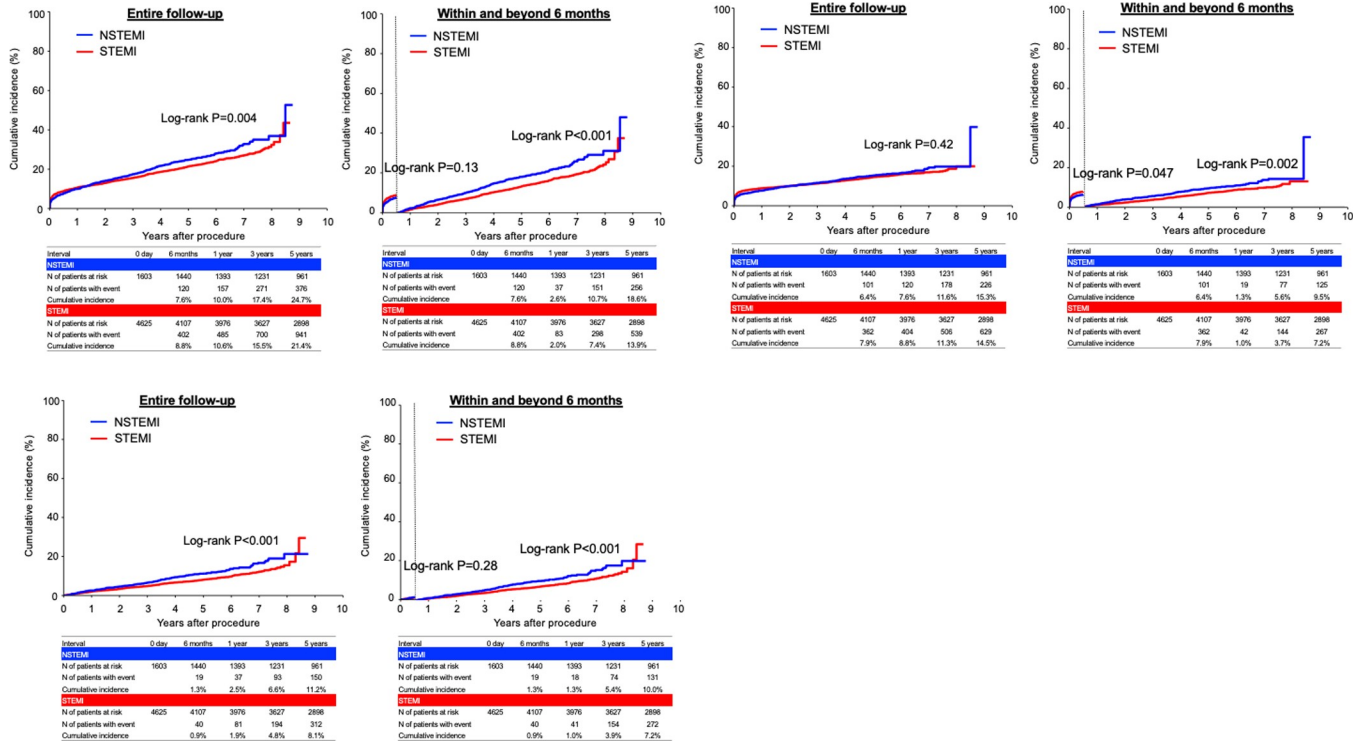 Entire follow-up
100
80
60
40
20
0
Cumulative incidence (%)
NSTEMI
STEMI
Log-rank P=0.004
0 1 2 3 4 5 6 7 8 9 10
Years after procedure
Interval 0 day 6 months 1 year 3 years 5 years
NSTEMI
N of patients at risk 1603 1440 1393 1231 961
N of patients with event 120 157 271 376
Cumulative incidence 7.6% 10.0% 17.4% 24.7%
STEMI
N of patients at risk 4625 4107 3976 3627 2898
N of patients with event 402 485 700 941
Cumulative incidence 8.8% 10.6% 15.5% 21.4%
Within and beyond 6 months
100
80
60
40
20
0
Cumulative incidence (%)
NSTEMI
STEMI
Log-rank P<0.001
Log-rank P=0.13
0 1 2 3 4 5 6 7 8 9 10
Years after procedure
Interval 0 day 6 months 1 year 3 years 5 years
NSTEMI
N of patients at risk 1603 1440 1393 1231 961
N of patients with event 120 37 151 256
Cumulative incidence 7.6% 2.6% 10.7% 18.6%
STEMI
N of patients at risk 4625 4107 3976 3627 2898
N of patients with event 402 83 298 539
Cumulative incidence 8.8% 2.0% 7.4% 13.9%
Entire follow-up
100
80
60
40
20
0
Cumulative incidence (%)
NSTEMI
STEMI
Log-rank P=0.42
0 1 2 3 4 5 6 7 8 9 10
Years after procedure
Interval 0 day 6 months 1 year 3 years 5 years
NSTEMI
N of patients at risk 1603 1440 1393 1231 961
N of patients with event 101 120 178 226
Cumulative incidence 6.4% 7.6% 11.6% 15.3%
STEMI
N of patients at risk 4625 4107 3976 3627 2898
N of patients with event 362 404 506 629
Cumulative incidence 7.9% 8.8% 11.3% 14.5%
Within and beyond 6 months
100
80
60
40
20
0
Cumulative incidence (%)
NSTEMI
STEMI
Log-rank P=0.002
Log-rank P=0.047
0 1 2 3 4 5 6 7 8 9 10
Years after procedure
Interval 0 day 6 months 1 year 3 years 5 years
NSTEMI
N of patients at risk 1603 1440 1393 1231 961
N of patients with event 101 19 77 125
Cumulative incidence 6.4% 1.3% 5.6% 9.5%
STEMI
N of patients at risk 4625 4107 3976 3627 2898
N of patients with event 362 42 144 267
Cumulative incidence 7.9% 1.0% 3.7% 7.2%
Entire follow-up
100
80
60
40
20
0
Cumulative incidence (%)
NSTEMI
STEMI
Log-rank P<0.001
0 1 2 3 4 5 6 7 8 9 10
Years after procedure
Interval 0 day 6 months 1 year 3 years 5 years
NSTEMI
N of patients at risk 1603 1440 1393 1231 961
N of patients with event 19 37 93 150
Cumulative incidence 1.3% 2.5% 6.6% 11.2%
STEMI
N of patients at risk 4625 4107 3976 3627 2898
N of patients with event 40 81 194 312
Cumulative incidence 0.9% 1.9% 4.8% 8.1%
Within and beyond 6 months
100
80
60
40
20
0
Cumulative incidence (%)
NSTEMI
STEMI
Log-rank P<0.001
Log-rank P=0.28
0 1 2 3 4 5 6 7 8 9 10
Years after procedure
Interval 0 day 6 months 1 year 3 years 5 years
NSTEMI
N of patients at risk 1603 1440 1393 1231 961
N of patients with event 19 18 74 131
Cumulative incidence 1.3% 1.3% 5.4% 10.0%
STEMI
N of patients at risk 4625 4107 3976 3627 2898
N of patients with event 40 41 154 272
Cumulative incidence 0.9% 1.0% 3.9% 7.2%